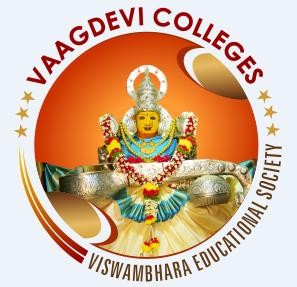 VAAGDEVI COLLEGES
VISWAMBHARA EDUCATIONAL SOCIETY